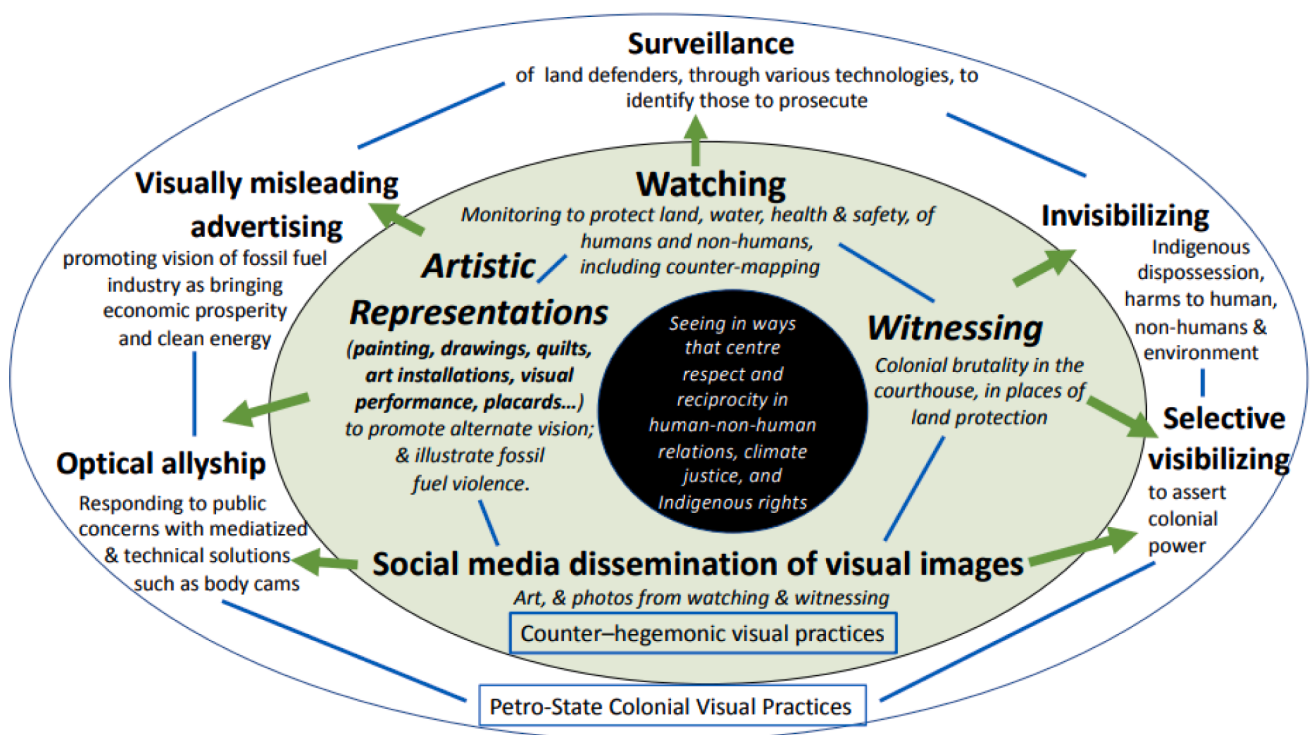 Surveillance
of land defenders, through various technologies, to
identify those to prosecute
Visually misleading
advertising
promoting vision of fossil fuel
industry as bringing
economic prosperity
and clean energy
Watching
Monitoring to protect land, water, health & safety, of
humans and non-humans,
including counter-mapping
Invisibilizing
Indigenous
dispossession,
harms to human,
non-humans &
environment
Artistic
Representations
(painting, drawings, quilts,
art installations, visual
performance, placards…)
to promote alternate vision;
& illustrate fossil
fuel violence.
Seeing in ways
that centre
respect and
reciprocity in
human-non-human
relations, climate
justice, and
Indigenous rights
Witnessing
Colonial brutality in the
courthouse, in places of
land protection
Optical allyship
Responding to public
concerns with mediatized
& technical solutions
such as body cams
Selective
visibilizing
to assert
colonial
power
Social media dissemination of visual images
Art, & photos from watching & witnessing
Counter–hegemonic visual practices
Petro-State Colonial Visual Practices